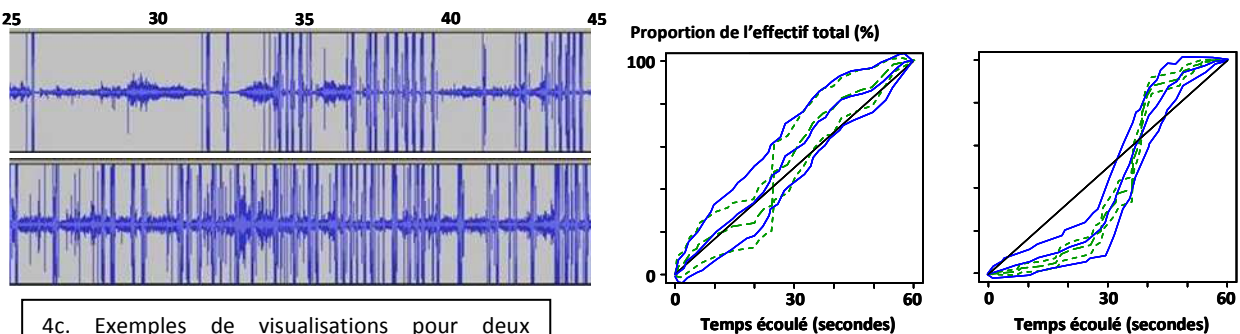 25 30 35 40 45
Proportion de l’effectif total (%)
100
0
0 30 60
0 30 60
Temps écoulé (secondes) Temps écoulé (secondes)
4c. Exemples de visualisations pour deux